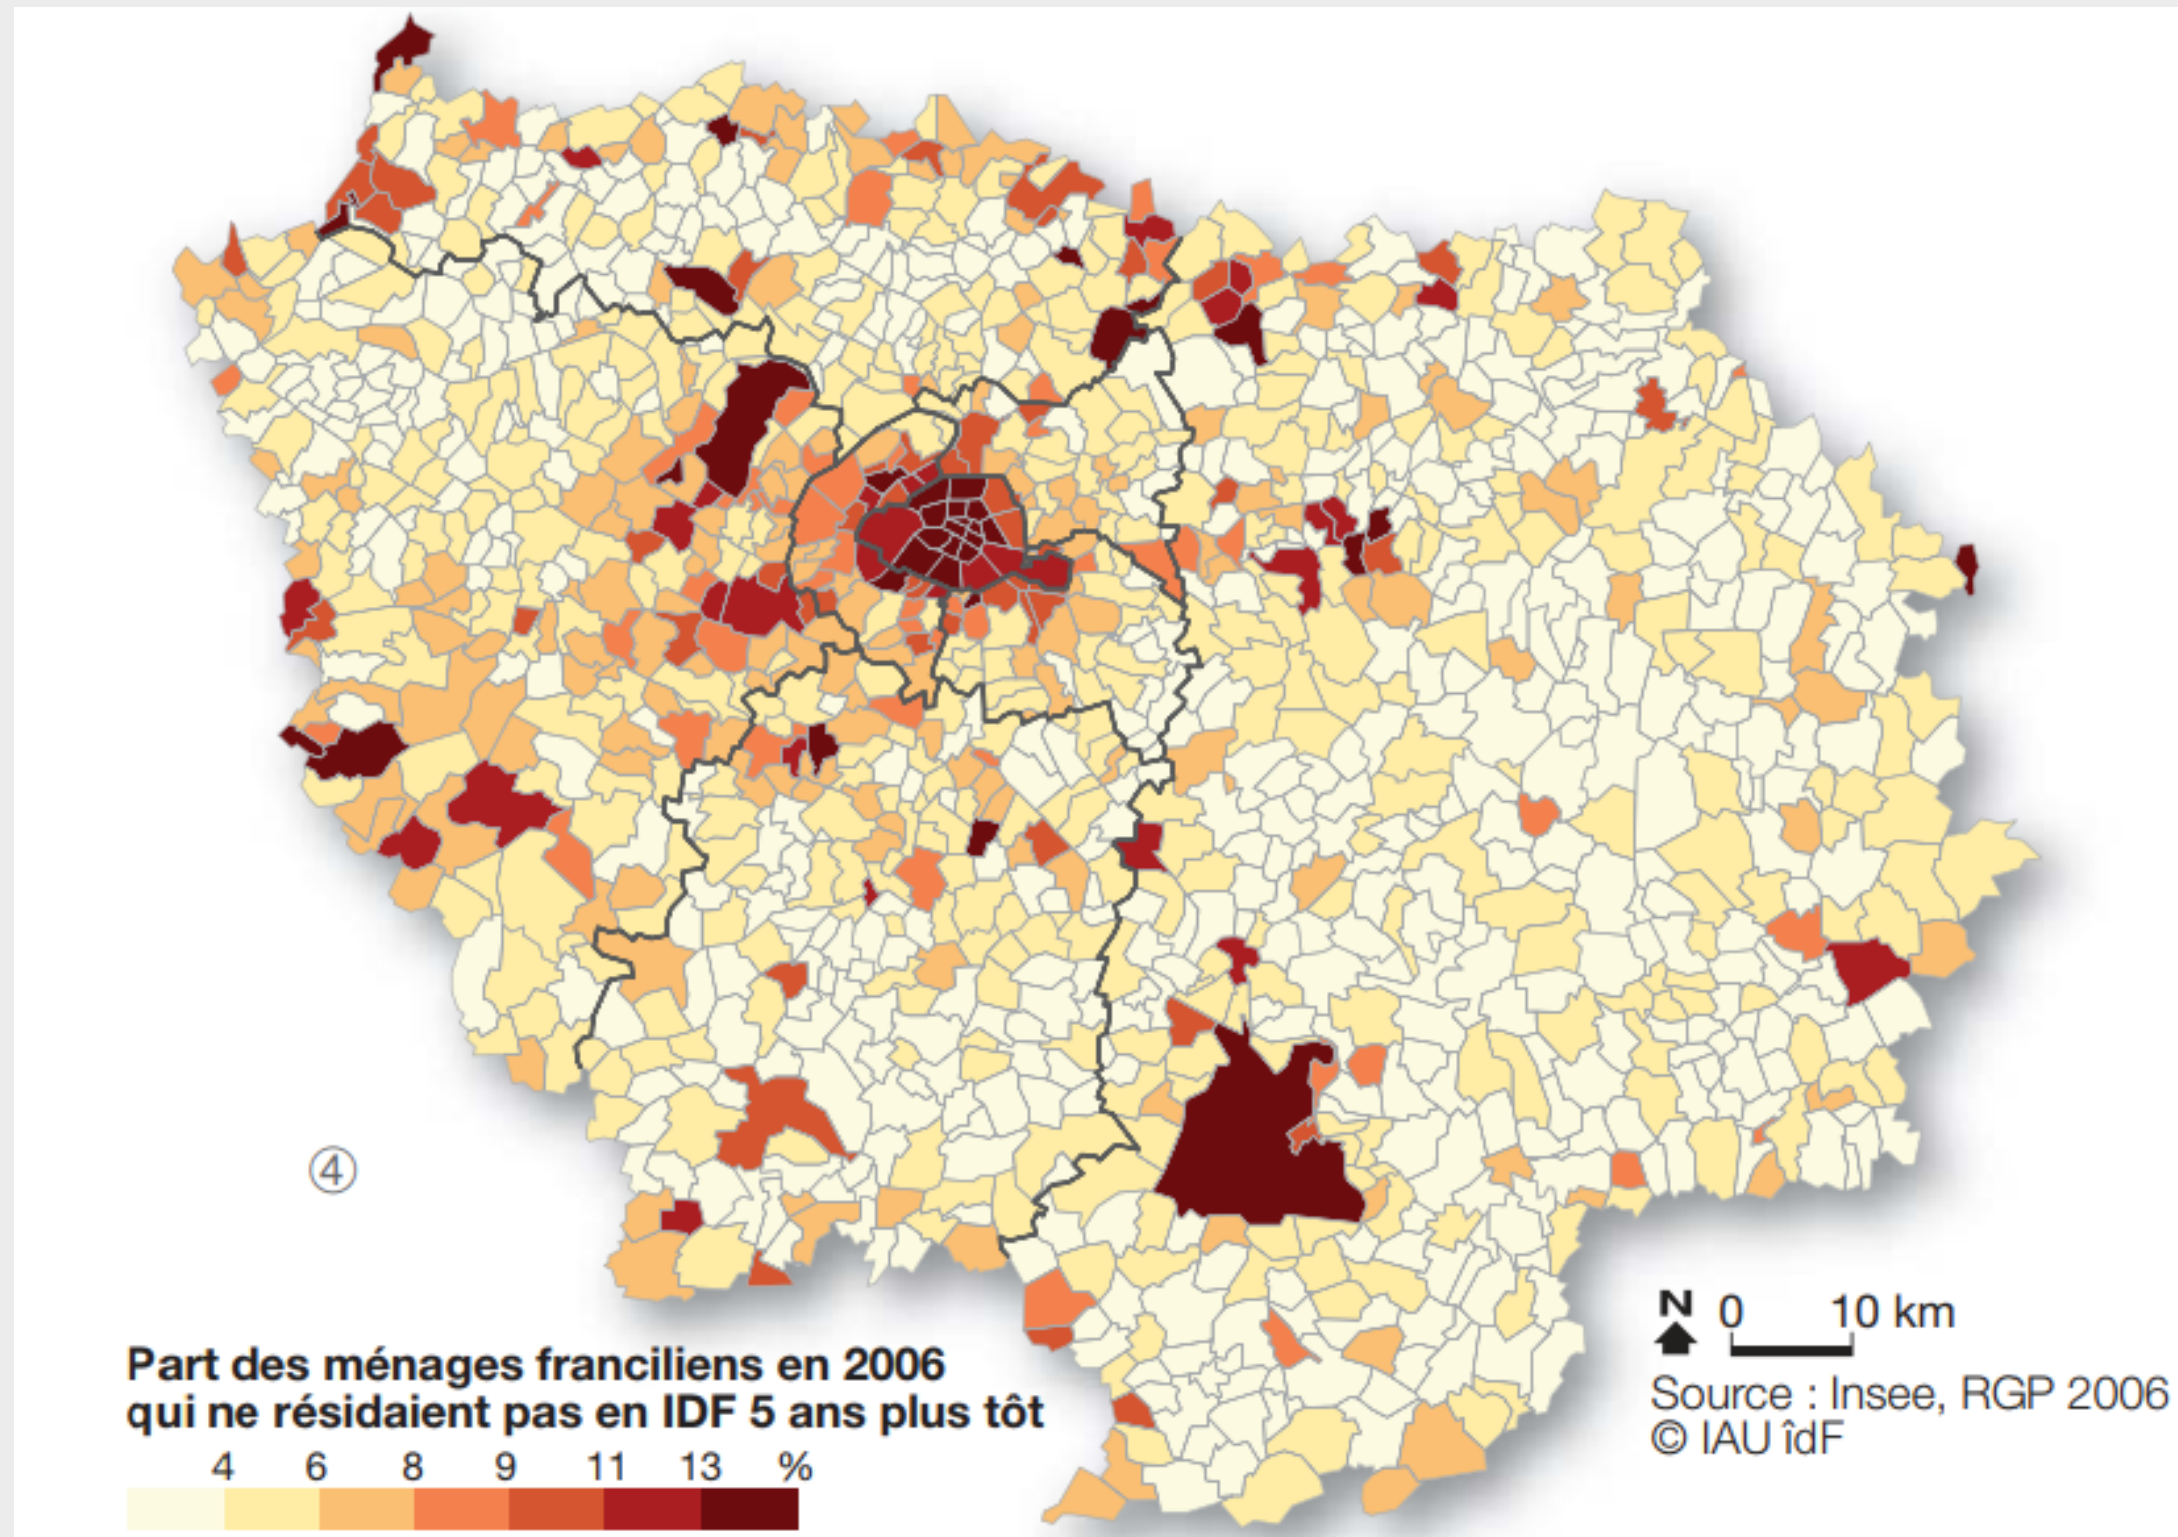 ④
N 0 10 km
Source : Insee, RGP 2006
© IAU îdF
Part des ménages franciliens en 2006
qui ne résidaient pas en IDF 5 ans plus tôt
4 6 8 9 11 13 %